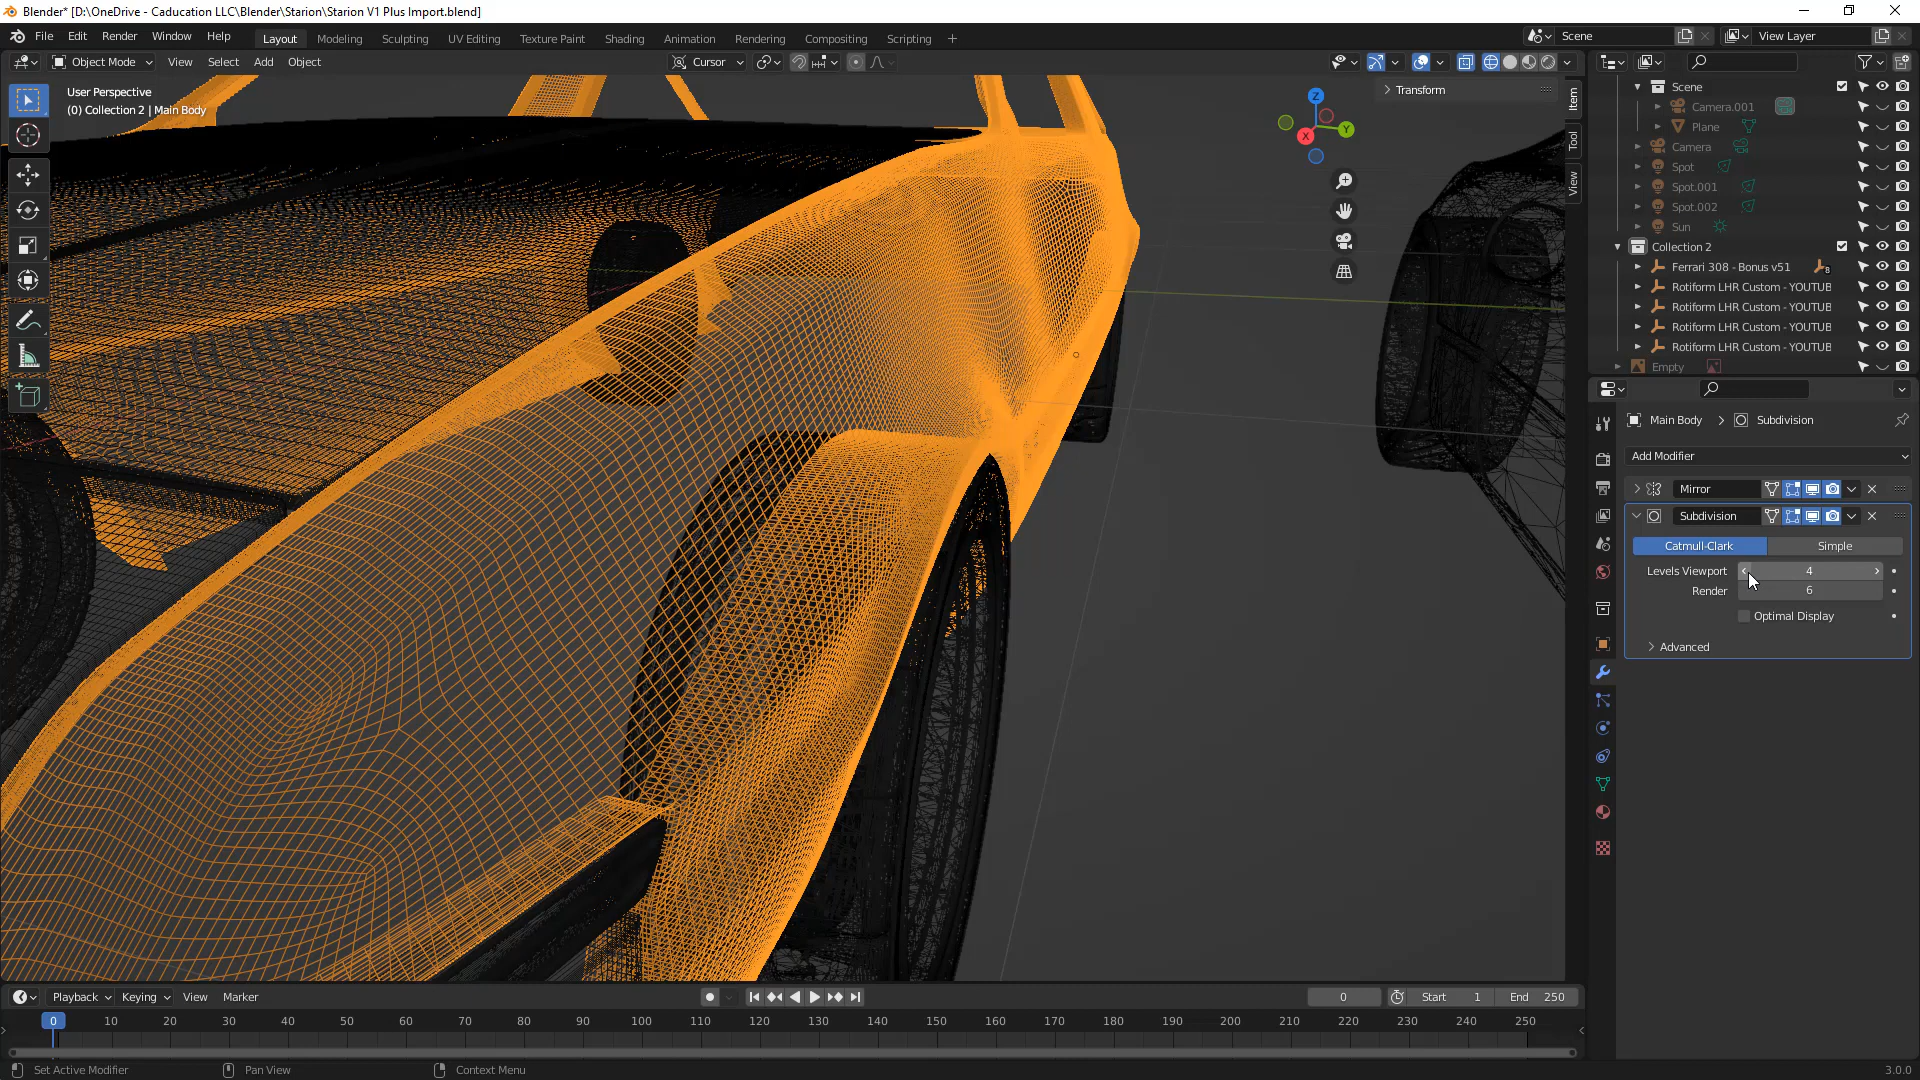 Blender* [D:\OneDrive - Caducation LLC\Blender\Starion\Starion V1 Plus Import.blend]
File Edit Render Window Help Layout Modeling Sculpting UV Editing Texture Paint Shading Animation Rendering Compositing Scripting + Scene View Layer
Object Mode View Select Add Object Cursor
User Perspective
(0) Collection 2 | Main Body
Z
Y
X
Transform
Item
Tool
View
Scene
Camera.001
Plane
Camera
Spot
Spot.001
Spot.002
Sun
Collection 2
Ferrari 308 - Bonus v51 8
Rotiform LHR Custom - YOUTUB
Rotiform LHR Custom - YOUTUB
Rotiform LHR Custom - YOUTUB
Rotiform LHR Custom - YOUTUB
Empty
Main Body > Subdivision
Add Modifier
Mirror
Subdivision
Catmull-Clark Simple
Levels Viewport 4
Render 6
Optimal Display
Advanced
Playback Keying View Marker 0 Start 1 End 250
0 10 20 30 40 50 60 70 80 90 100 110 120 130 140 150 160 170 180 190 200 210 220 230 240 250
Set Active Modifier Pan View Context Menu 3.0.0